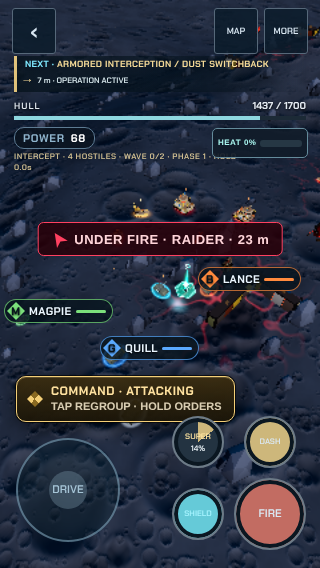 ‹
MAP
MORE
NEXT · ARMORED INTERCEPTION / DUST SWITCHBACK
→ 7 m · OPERATION ACTIVE
HULL
1437 / 1700
POWER 68
HEAT 0%
INTERCEPT · 4 HOSTILES · WAVE 0/2 · PHASE 1 ·
0.0s
UNDER FIRE · RAIDER · 23 m
LANCE
M MAGPIE
QUILL
COMMAND · ATTACKING
TAP REGROUP · HOLD ORDERS
SUPER
14%
DASH
DRIVE
SHIELD
FIRE